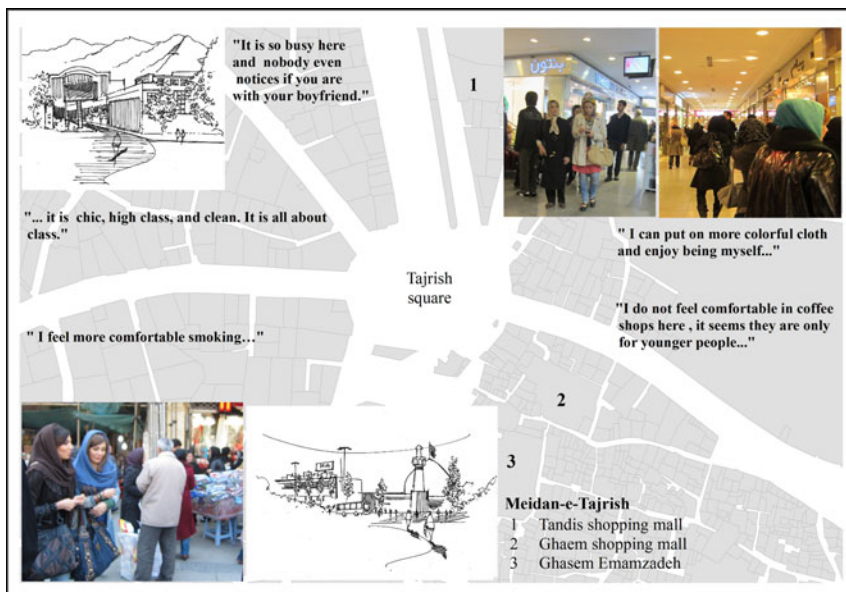 "It is so busy here
and nobody even
notices if you are
with your boyfriend."
1
"... it is chic, high class, and clean. It is all about
class."
" I can put on more colorful cloth
and enjoy being myself..."
Tajrish
square
"I do not feel comfortable in coffee
shops here , it seems they are only
for younger people..."
" I feel more comfortable smoking…"
2
3
Meidan-e-Tajrish
1 Tandis shopping mall
2 Ghaem shopping mall
3 Ghasem Emamzadeh